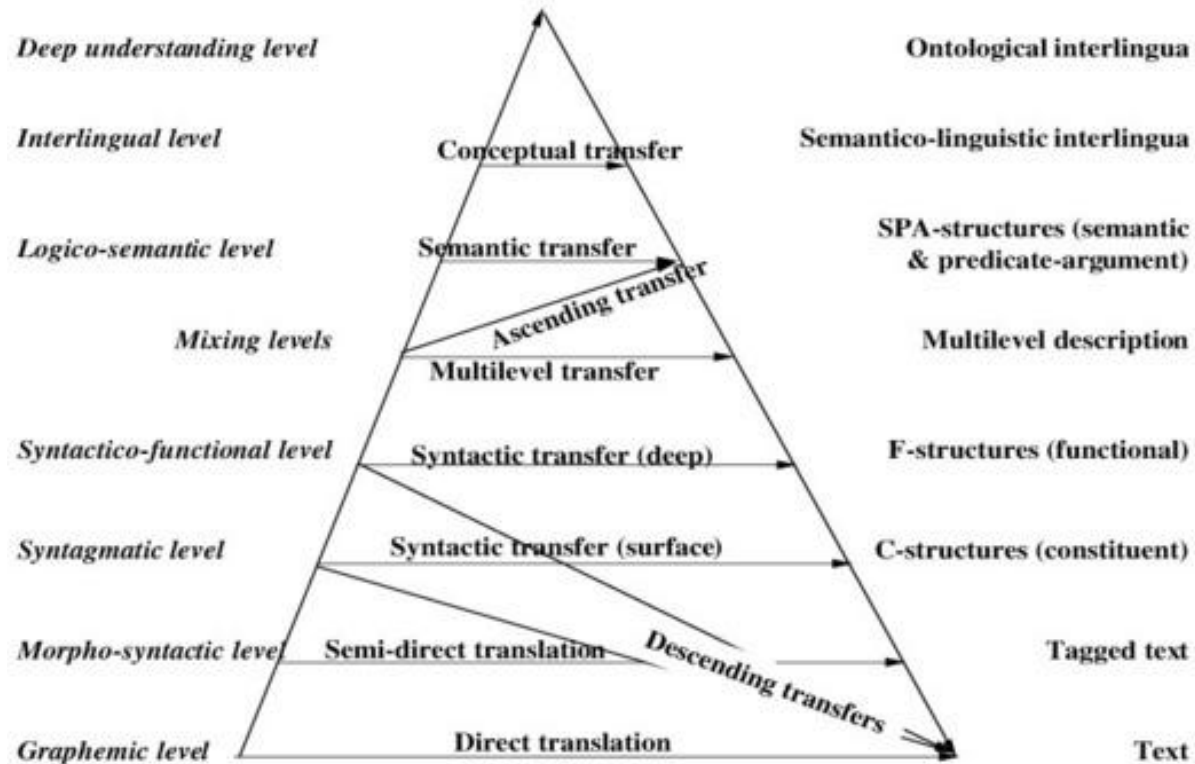 Deep understanding level
Ontological interlingua
Interlingual level
Conceptual transfer
Semantico-linguistic interlingua
Logico-semantic level
Semantic transfer
SPA-structures (semantic
& predicate-argument)
Ascending transfer
Mixing levels
Multilevel transfer
Multilevel description
Syntactico-functional level
Syntactic transfer (deep)
F-structures (functional)
Syntagmatic level
Syntactic transfer (surface)
C-structures (constituent)
Morpho-syntactic level
Semi-direct translation
Descending transfers
Tagged text
Graphemic level
Direct translation
Text